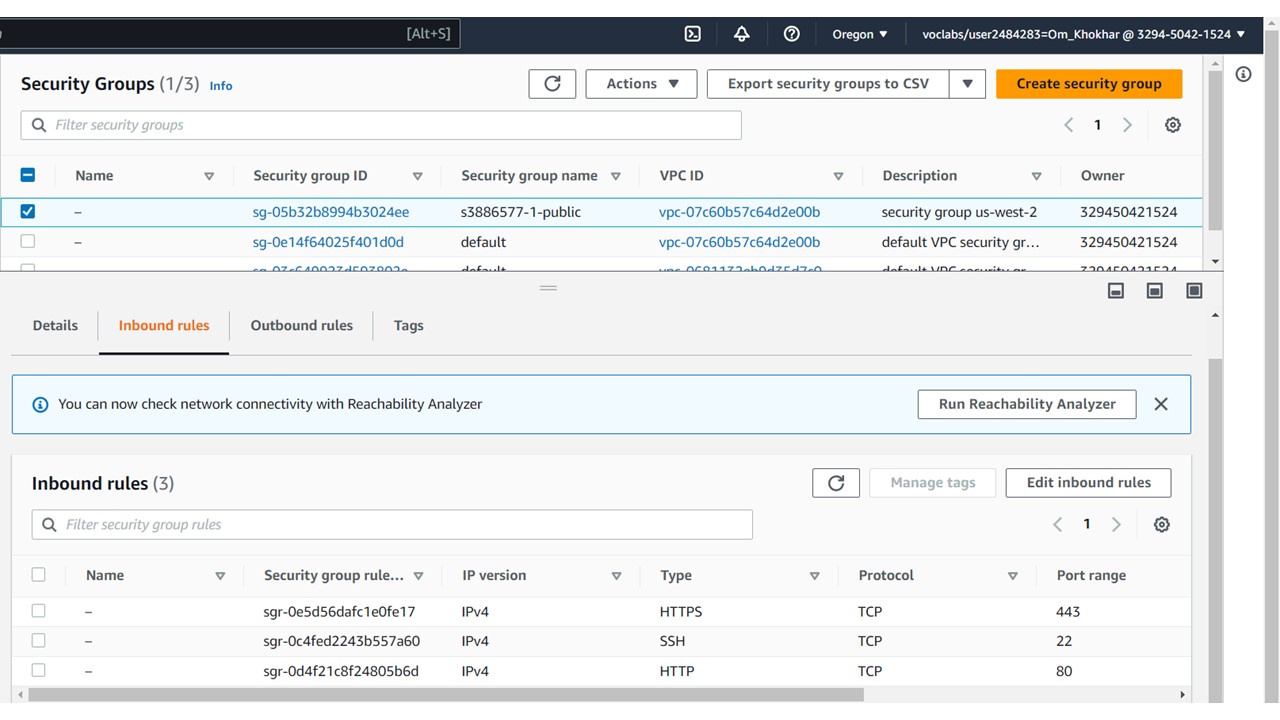 [Alt+S] Oregon ▼ voclabs/user2484283=Om_Khokhar @ 3294-5042-1524 ▼
Security Groups (1/3) Info Actions ▼ Export security groups to CSV ▼ Create security group
Filter security groups 1
Name Security group ID Security group name VPC ID Description Owner
– sg-05b32b8994b3024ee s3886577-1-public vpc-07c60b57c64d2e00b security group us-west-2 329450421524
– sg-0e14f64025f401d0d default vpc-07c60b57c64d2e00b default VPC security gr... 329450421524
default default VPC security gr 329450421524
Details Inbound rules Outbound rules Tags
You can now check network connectivity with Reachability Analyzer Run Reachability Analyzer
Inbound rules (3) Manage tags Edit inbound rules
Filter security group rules 1
Name Security group rule... IP version Type Protocol Port range
– sgr-0e5d56dafc1e0fe17 IPv4 HTTPS TCP 443
– sgr-0c4fed2243b557a60 IPv4 SSH TCP 22
– sgr-0d4f21c8f24805b6d IPv4 HTTP TCP 80